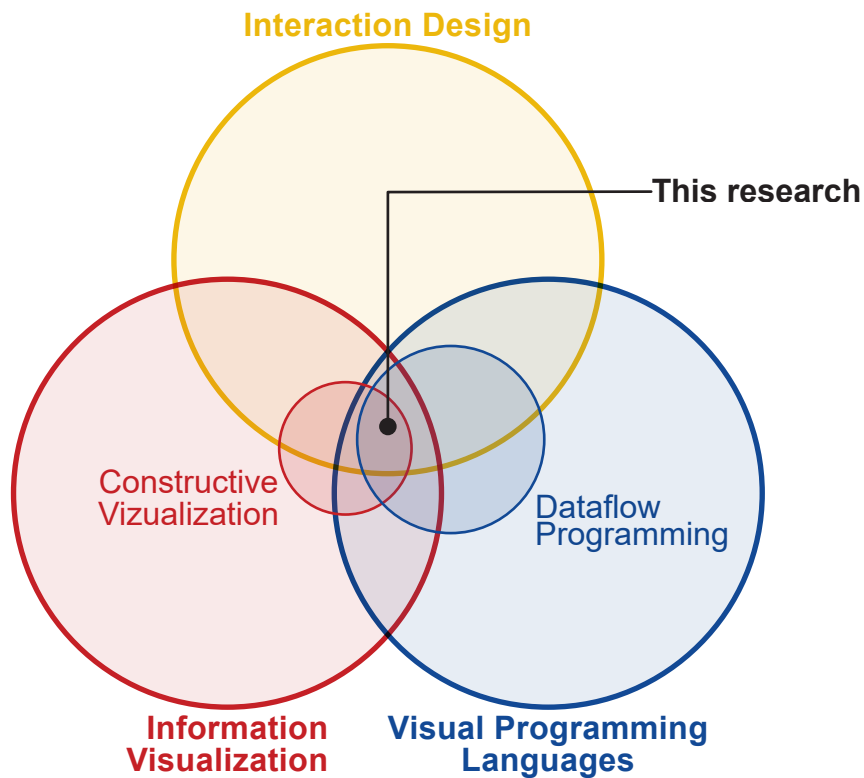 Interaction Design
This research
Constructive
Vizualization
Dataflow
Programming
Information
Visualization
Visual Programming
Languages